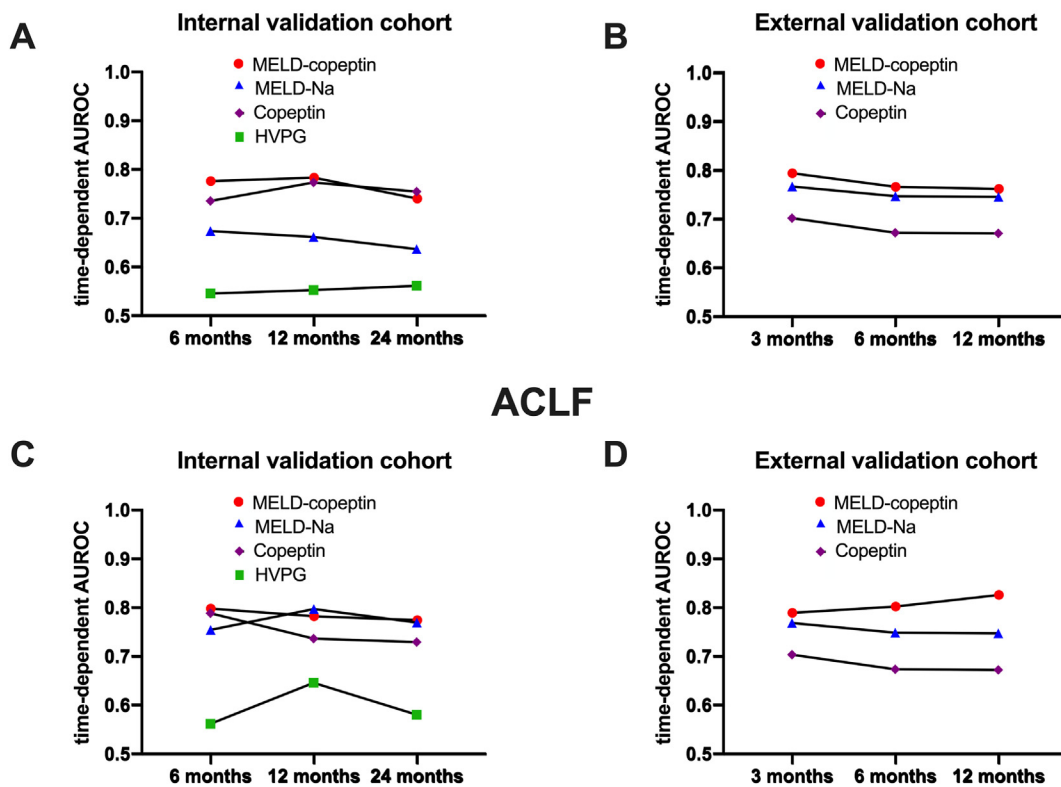 A
Internal validation cohort
MELD-copeptin
MELD-Na
Copeptin
HVPG
time-dependent AUROC
1.0
0.9
0.8
0.7
0.6
0.5
6 months 12 months 24 months
B
External validation cohort
MELD-copeptin
MELD-Na
Copeptin
time-dependent AUROC
1.0
0.9
0.8
0.7
0.6
0.5
3 months 6 months 12 months
ACLF
C
Internal validation cohort
MELD-copeptin
MELD-Na
Copeptin
HVPG
time-dependent AUROC
1.0
0.9
0.8
0.7
0.6
0.5
6 months 12 months 24 months
D
External validation cohort
MELD-copeptin
MELD-Na
Copeptin
time-dependent AUROC
1.0
0.9
0.8
0.7
0.6
0.5
3 months 6 months 12 months